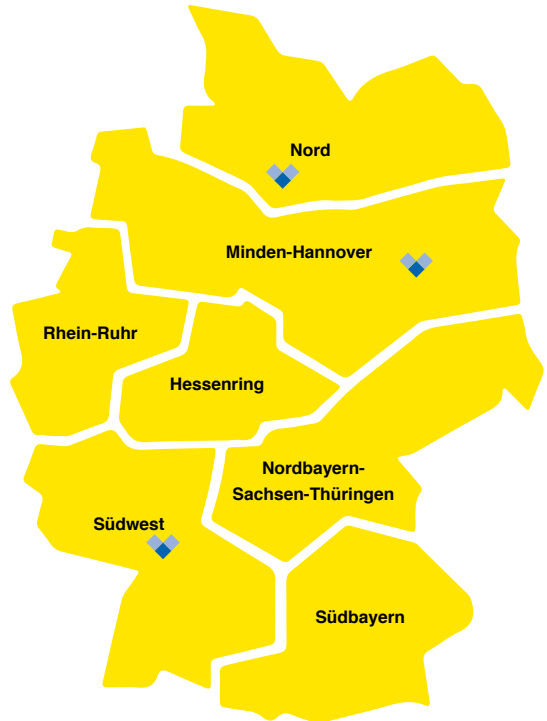 Nord
Minden-Hannover
Rhein-Ruhr
Hessenring
Nordbayern-
Sachsen-Thüringen
Südwest
Südbayern